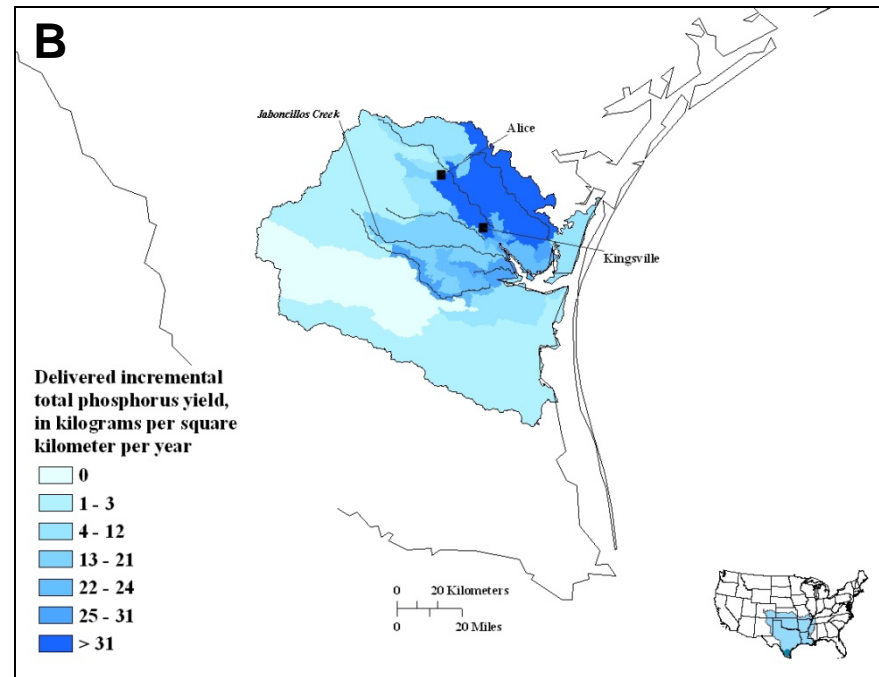 B
Jaboncillos Creek
Alice
Kingsville
Delivered incremental
total phosphorus yield,
in kilograms per square
kilometer per year
0
1 - 3
4 - 12
13 - 21
22 - 24
25 - 31
> 31
0 20 Kilometers
0 20 Miles